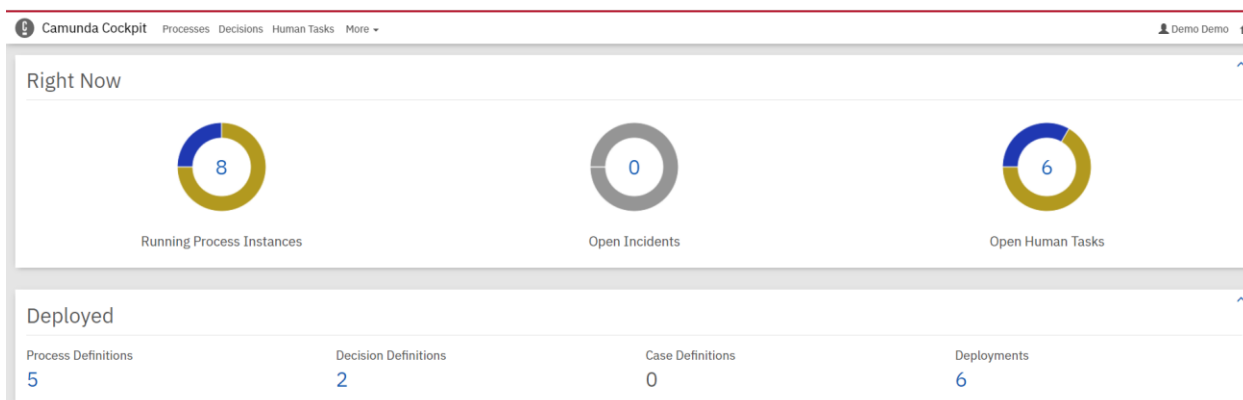 Camunda Cockpit Processes Decisions Human Tasks More Demo Demo
Right Now
8 0 6
Running Process Instances Open Incidents Open Human Tasks
Deployed
Process Definitions Decision Definitions Case Definitions Deployments
5 2 0 6